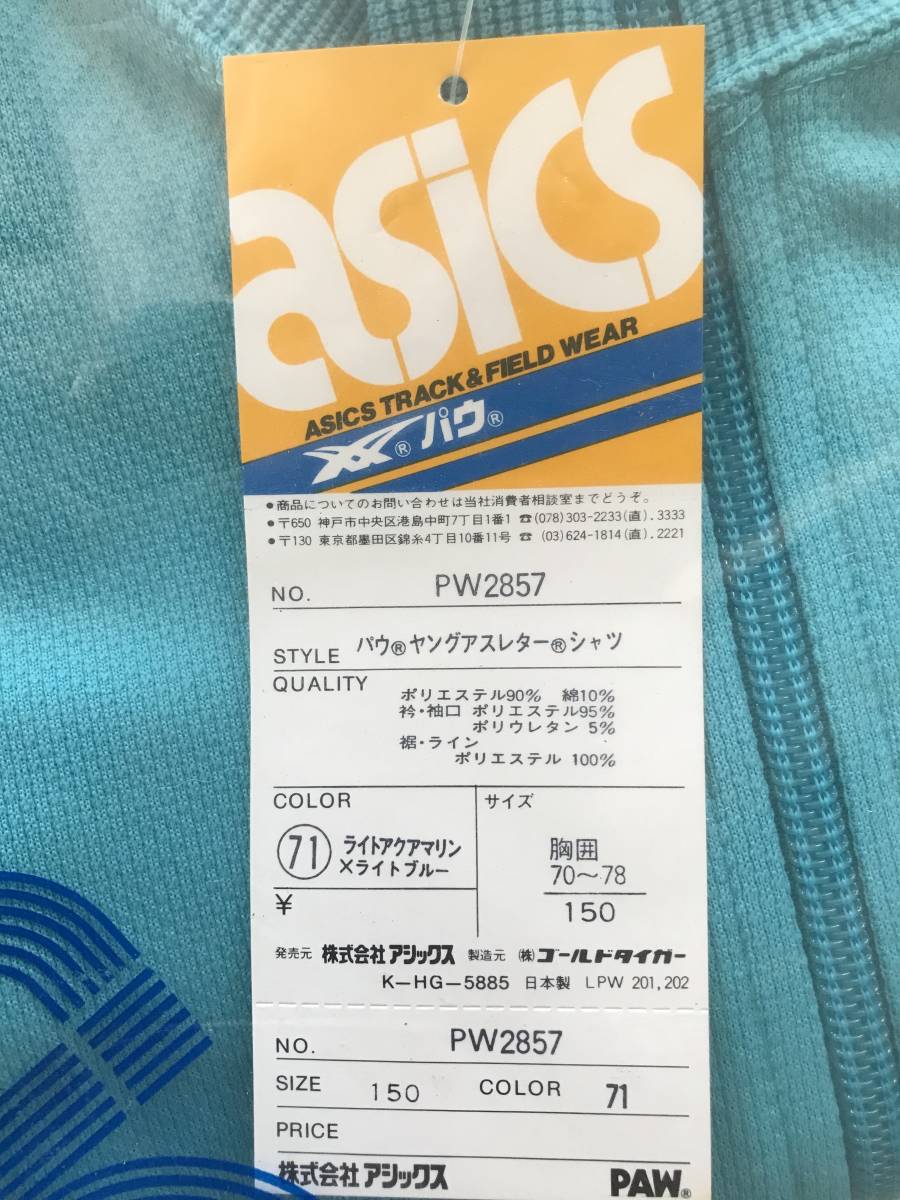 asics
ASICS TRACK & FIELD WEAR
® パウ®
●商品についてのお問い合わせは当社消費者相談室までどうぞ。
●〒650 神戸市中央区港島中町7丁目1番1 ☎(078)303-2233(直).3333
●〒130 東京都墨田区錦糸4丁目10番11号 ☎ (03)624-1814(直).2221
NO. PW2857
STYLE パウ®ヤングアスレター®シャツ
QUALITY
ポリエステル90% 綿10%
衿・袖口 ポリエステル95%
ポリウレタン 5%
裾・ライン
ポリエステル 100%
COLOR サイズ
71 ライトアクアマリン
×ライトブルー
胸囲
70〜78
150
¥
発売元 株式会社アシックス 製造元 (株)ゴールドタイガー
K-HG-5885 日本製 LPW 201,202
NO. PW2857
SIZE 150 COLOR 71
PRICE
株式会社アシックス PAW®